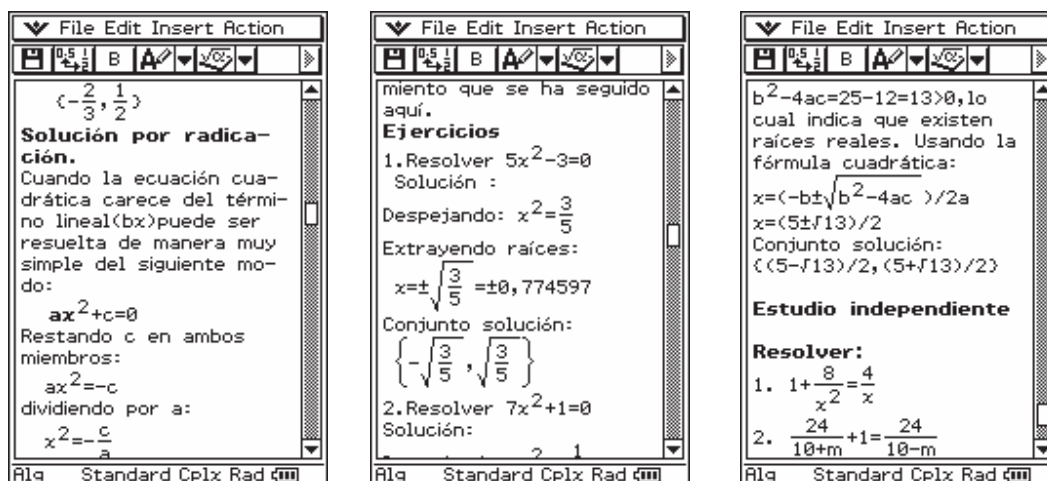 File Edit Insert Action
B
(-2/3, 1/2)
Solución por radica-
ción.
Cuando la ecuación cua-
drática carece del térmi-
no lineal(bx)puede ser
resuelta de manera muy
simple del siguiente mo-
do:
ax²+c=0
Restando c en ambos
miembros:
ax²=-c
dividiendo por a:
x²=-c/a
Alg Standard Cplx Rad
File Edit Insert Action
B
miento que se ha seguido
aquí.
Ejercicios
1.Resolver 5x²-3=0
Solución :
Despejando: x²=3/5
Extrayendo raíces:
x=±√(3/5) =±0,774597
Conjunto solución:
{-√(3/5) ,√(3/5) }
2.Resolver 7x²+1=0
Solución:
Alg Standard Cplx Rad
File Edit Insert Action
B
b²-4ac=25-12=13>0,lo
cual indica que existen
raíces reales. Usando la
fórmula cuadrática:
x=(-b±√(b²-4ac) )/2a
x=(5±√13)/2
Conjunto solución:
{(5-√13)/2,(5+√13)/2}
Estudio independiente
Resolver:
1. 1+8/x²=4/x
2. 24/(10+m)+1=24/(10-m)
Alg Standard Cplx Rad